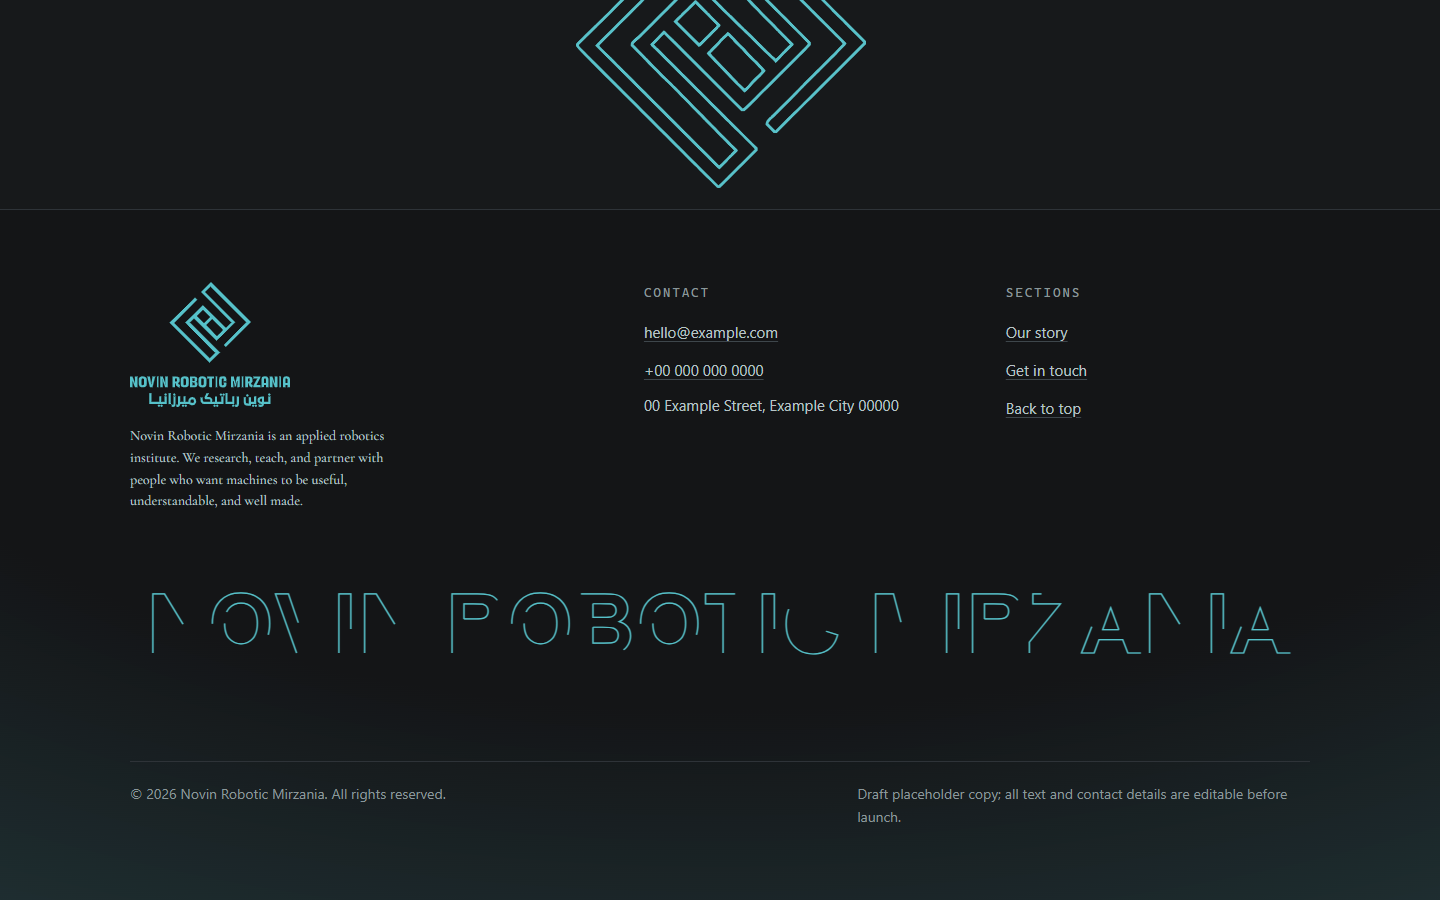 NOVIN ROBOTIC MIRZANIA
نوین رباتیک میرزانیا
Novin Robotic Mirzania is an applied robotics
institute. We research, teach, and partner with
people who want machines to be useful,
understandable, and well made.
CONTACT
hello@example.com
+00 000 000 0000
00 Example Street, Example City 00000
SECTIONS
Our story
Get in touch
Back to top
NOVIN ROBOTIC MIRZANIA
© 2026 Novin Robotic Mirzania. All rights reserved.
Draft placeholder copy; all text and contact details are editable before
launch.